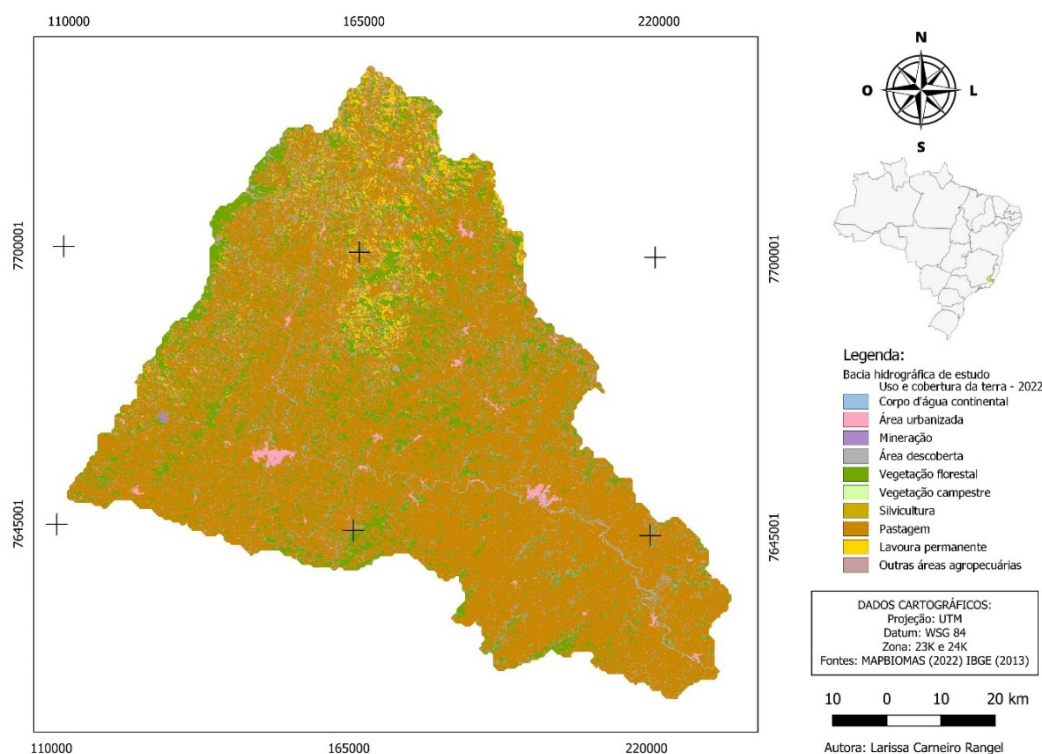 110000
165000
220000
N
O
L
S
7700001
7700001
7645001
7645001
Legenda:
Bacia hidrográfica de estudo
Uso e cobertura da terra - 2022
Corpo d'água continental
Área urbanizada
Mineração
Área descoberta
Vegetação florestal
Vegetação campestre
Silvicultura
Pastagem
Lavoura permanente
Outras áreas agropecuárias
DADOS CARTOGRÁFICOS:
Projeção: UTM
Datum: WSG 84
Zona: 23K e 24K
Fontes: MAPBIOMAS (2022) IBGE (2013)
10 0 10 20 km
Autora: Larissa Carneiro Rangel
110000
165000
220000